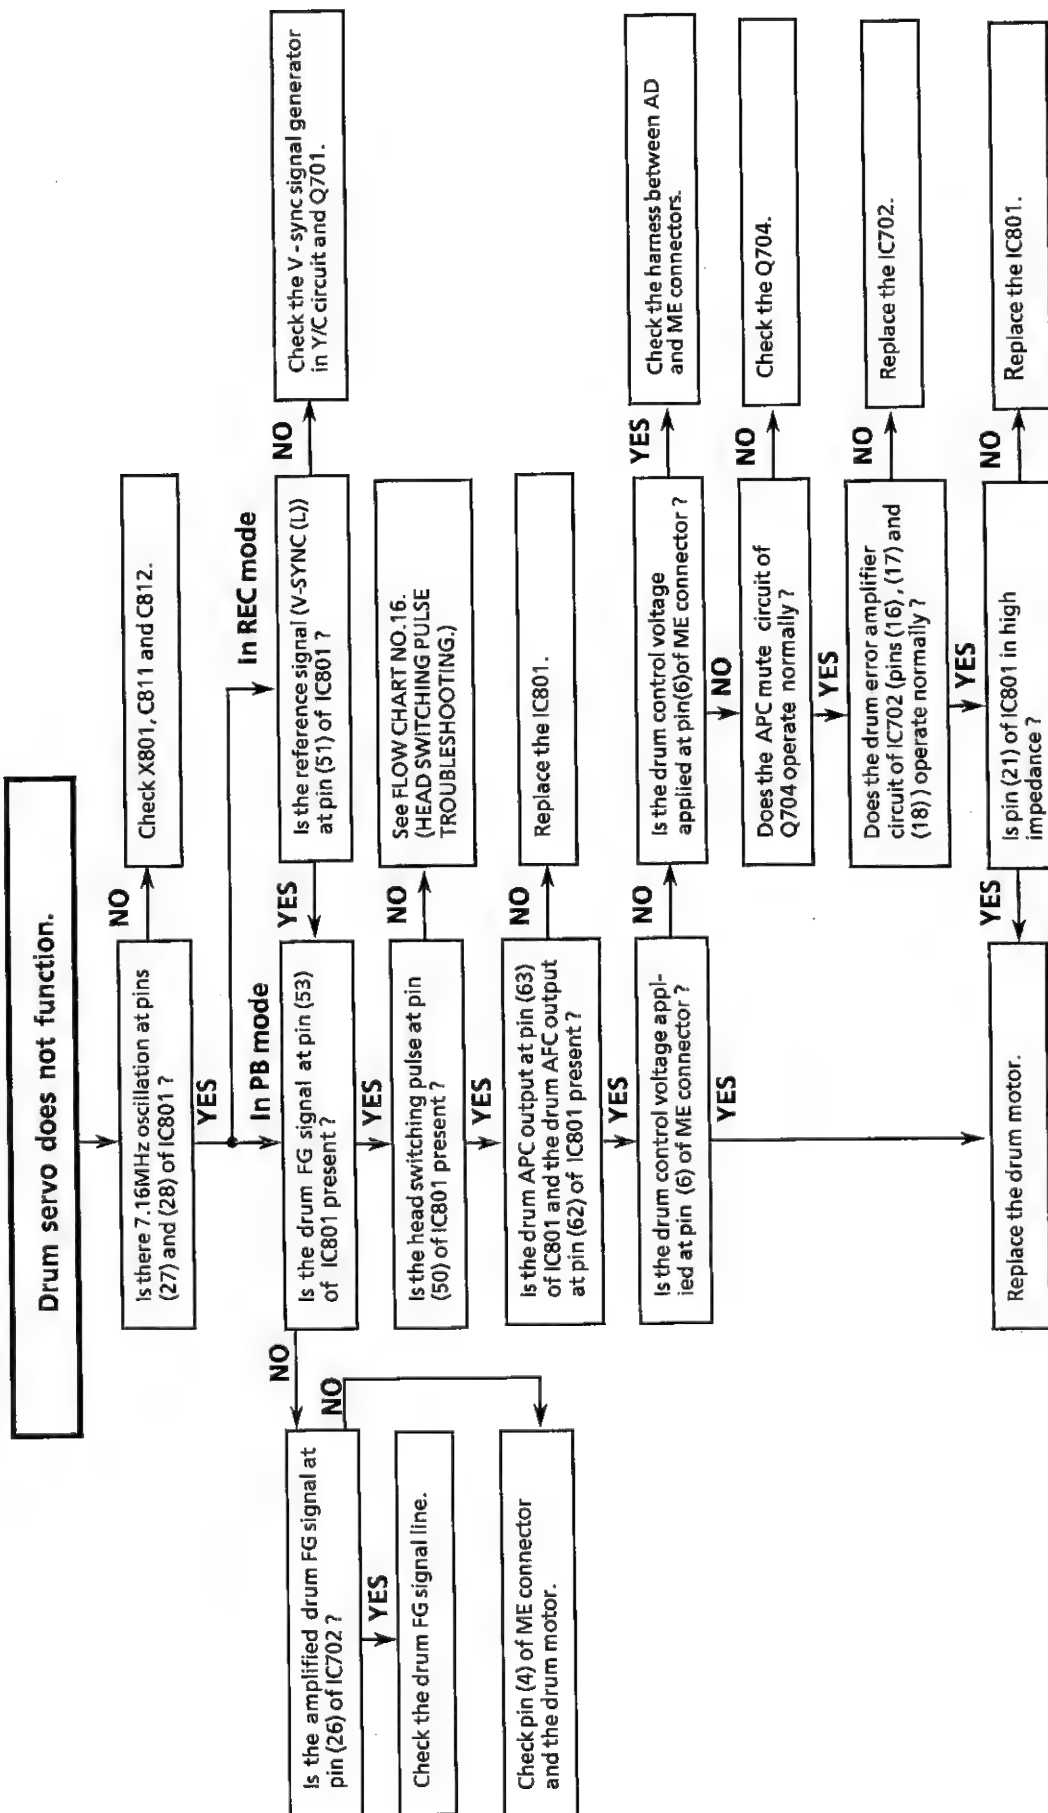 Drum servo does not function.
Is there 7.16MHz oscillation at pins
(27) and (28) of IC801 ?
NO
Check X801, C811 and C812.
YES
In PB mode
In REC mode
Is the reference signal (V-SYNC (L))
at pin (51) of IC801 ?
NO
Check the V - sync signal generator
in Y/C circuit and Q701.
YES
Is the drum FG signal at pin (53)
of IC801 present ?
NO
Is the amplified drum FG signal at
pin (26) of IC702 ?
NO
YES
Check the drum FG signal line.
Check pin (4) of ME connector
and the drum motor.
YES
Is the head switching pulse at pin
(50) of IC801 present ?
NO
See FLOW CHART NO.16.
(HEAD SWITCHING PULSE
TROUBLESHOOTING.)
YES
Is the drum APC output at pin (63)
of IC801 and the drum AFC output
at pin (62) of IC801 present ?
NO
Replace the IC801.
YES
Is the drum control voltage appl-
ied at pin (6) of ME connector ?
NO
Is the drum control voltage
applied at pin(6) of ME connector ?
YES
Check the harness between AD
and ME connectors.
NO
Does the APC mute circuit of
Q704 operate normally ?
NO
Check the Q704.
YES
Does the drum error amplifier
circuit of IC702 (pins (16) , (17) and
(18) ) operate normally ?
NO
Replace the IC702.
YES
Is pin (21) of IC801 in high
impedance ?
NO
Replace the IC801.
YES
YES
Replace the drum motor.